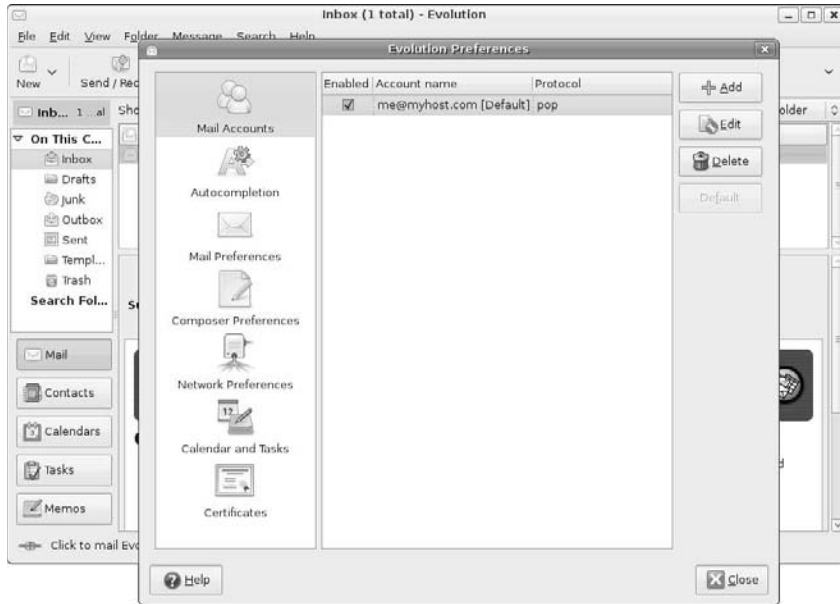 Inbox (1 total) - Evolution
File Edit View Folder Message Search Help
New
Send / Rec
Inb... 1 ...al
Sho
older
On This C...
Inbox
Drafts
Junk
Outbox
Sent
Templ...
Trash
Search Fol...
Su
Mail
Contacts
Calendars
Tasks
Memos
Click to mail Evo
Evolution Preferences
Mail Accounts
Autocompletion
Mail Preferences
Composer Preferences
Network Preferences
12
Calendar and Tasks
Certificates
Enabled Account name Protocol
me@myhost.com [Default] pop
Add
Edit
Delete
Default
Help
Close